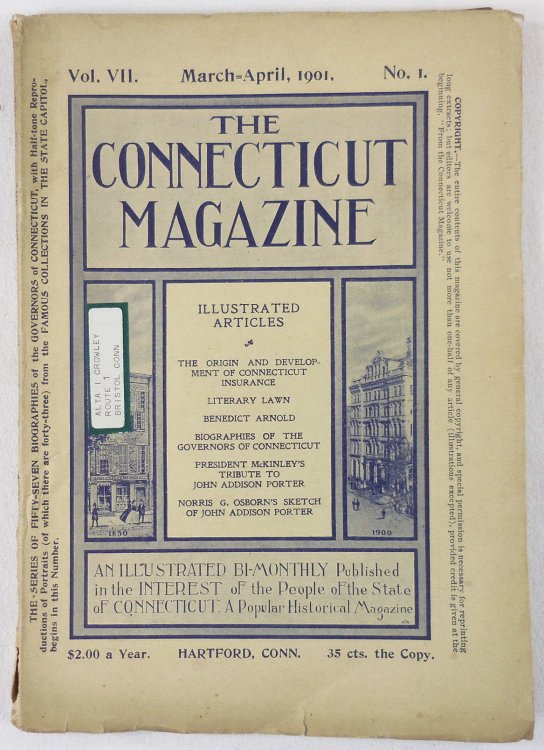 Vol. VII. March=April, 1901. No. 1.
THE
CONNECTICUT
MAGAZINE
ILLUSTRATED
ARTICLES
THE ORIGIN AND DEVELOP-
MENT OF CONNECTICUT
INSURANCE
LITERARY LAWN
BENEDICT ARNOLD
BIOGRAPHIES OF THE
GOVERNORS OF CONNECTICUT
PRESIDENT McKINLEY'S
TRIBUTE TO
JOHN ADDISON PORTER
NORRIS G. OSBORN'S SKETCH
OF JOHN ADDISON PORTER
ALTA I CROWLEY
ROUTE 1
BRISTOL CONN
1850
1900
AN ILLUSTRATED BI-MONTHLY Published
in the INTEREST of the People of the State
of CONNECTICUT. A Popular Historical Magazine
$2.00 a Year. HARTFORD, CONN. 35 cts. the Copy.
THE SERIES OF FIFTY-SEVEN BIOGRAPHIES of the GOVERNORS of CONNECTICUT, with Half-tone Repro-
ductions of Portraits (of which there are forty-three) from the FAMOUS COLLECTIONS IN THE STATE CAPITOL,
begins in this Number.
COPYRIGHT.—The entire contents of this magazine are covered by general copyright, and special permission is necessary for reprinting
long extracts; but editors are welcome to use not more than one-half of any article (illustrations excepted), provided credit is given at the
beginning, "From the Connecticut Magazine."